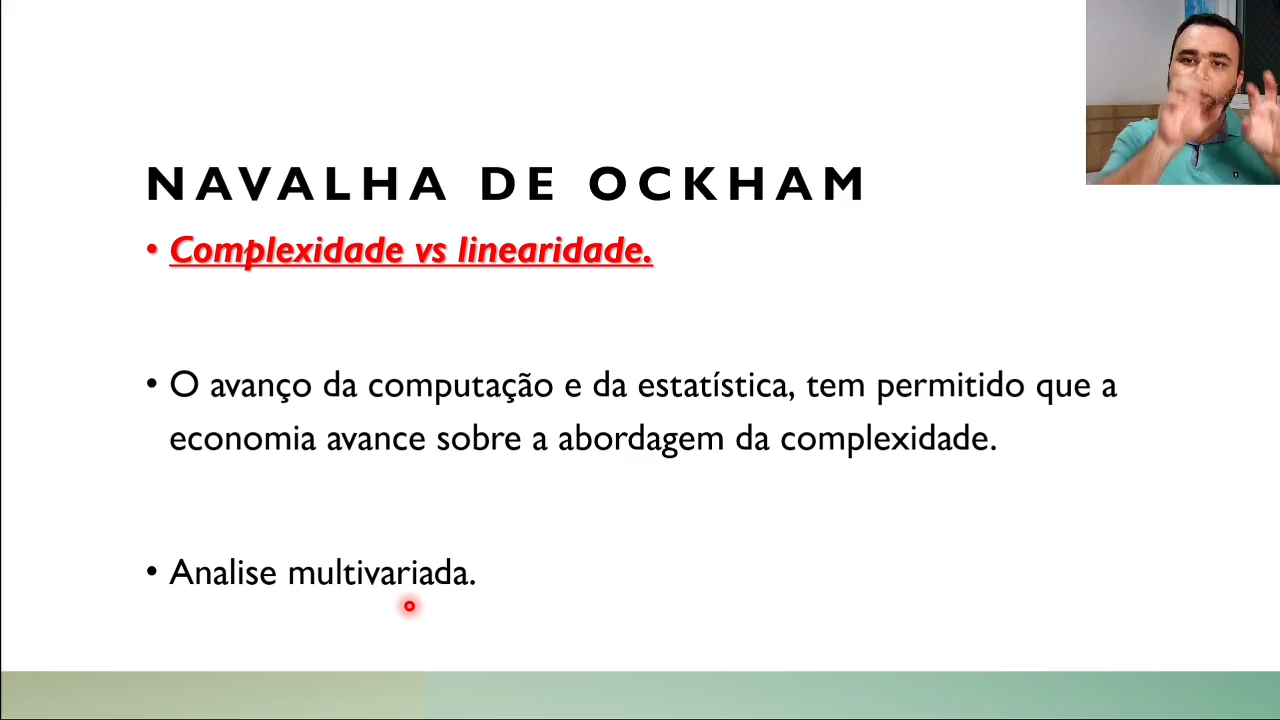 NAVALHA DE OCKHAM
• Complexidade vs linearidade.
• O avanço da computação e da estatística, tem permitido que a
economia avance sobre a abordagem da complexidade.
• Analise multivariada.